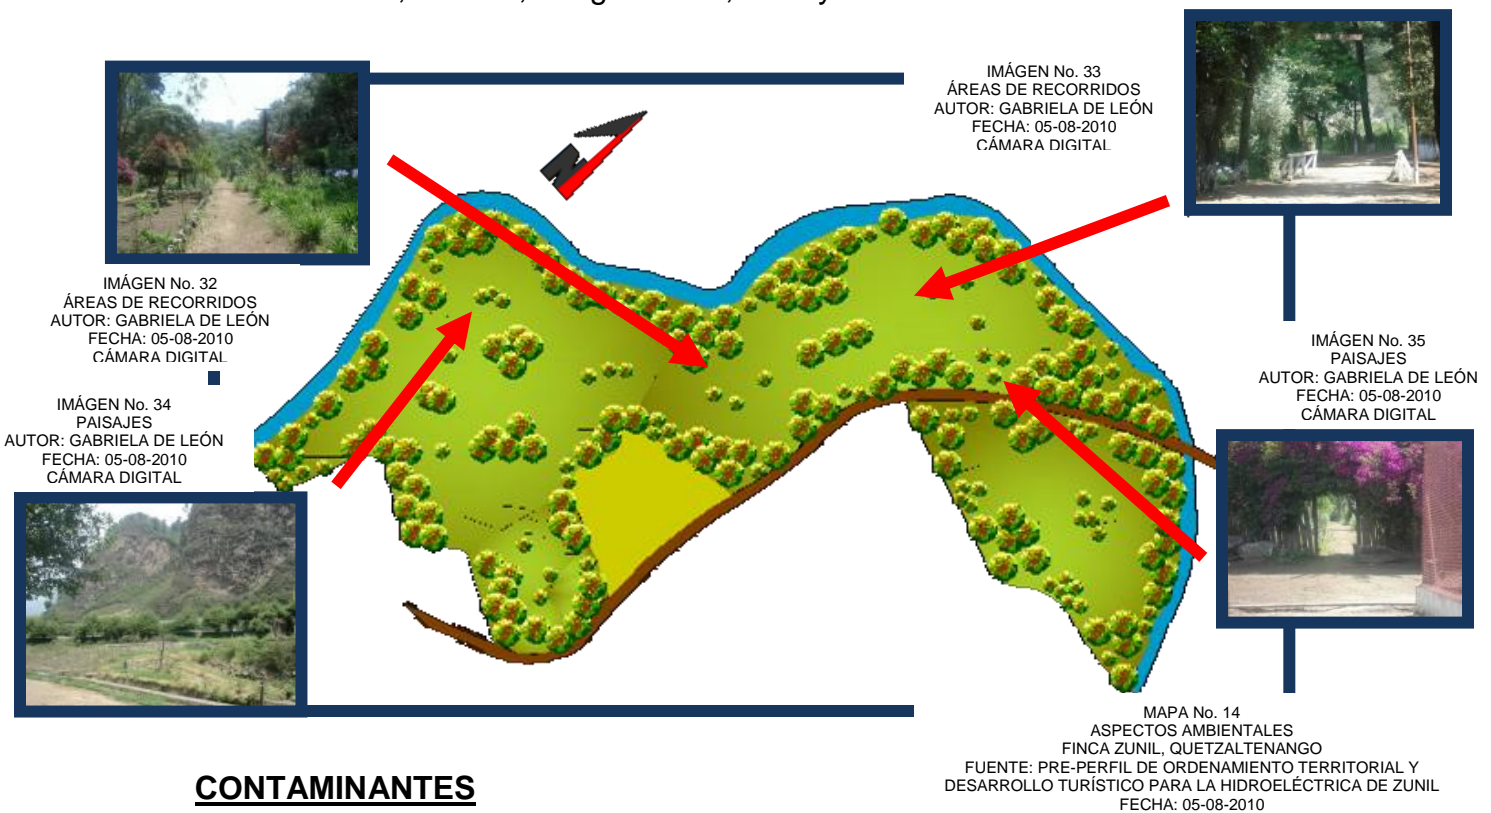 IMÁGEN No. 33
ÁREAS DE RECORRIDOS
AUTOR: GABRIELA DE LEÓN
FECHA: 05-08-2010
CÁMARA DIGITAL
N
IMÁGEN No. 32
ÁREAS DE RECORRIDOS
AUTOR: GABRIELA DE LEÓN
FECHA: 05-08-2010
CÁMARA DIGITAL
IMÁGEN No. 35
PAISAJES
AUTOR: GABRIELA DE LEÓN
FECHA: 05-08-2010
CÁMARA DIGITAL
IMÁGEN No. 34
PAISAJES
AUTOR: GABRIELA DE LEÓN
FECHA: 05-08-2010
CÁMARA DIGITAL
MAPA No. 14
ASPECTOS AMBIENTALES
FINCA ZUNIL, QUETZALTENANGO
FUENTE: PRE-PERFIL DE ORDENAMIENTO TERRITORIAL Y
DESARROLLO TURÍSTICO PARA LA HIDROELÉCTRICA DE ZUNIL
FECHA: 05-08-2010
CONTAMINANTES